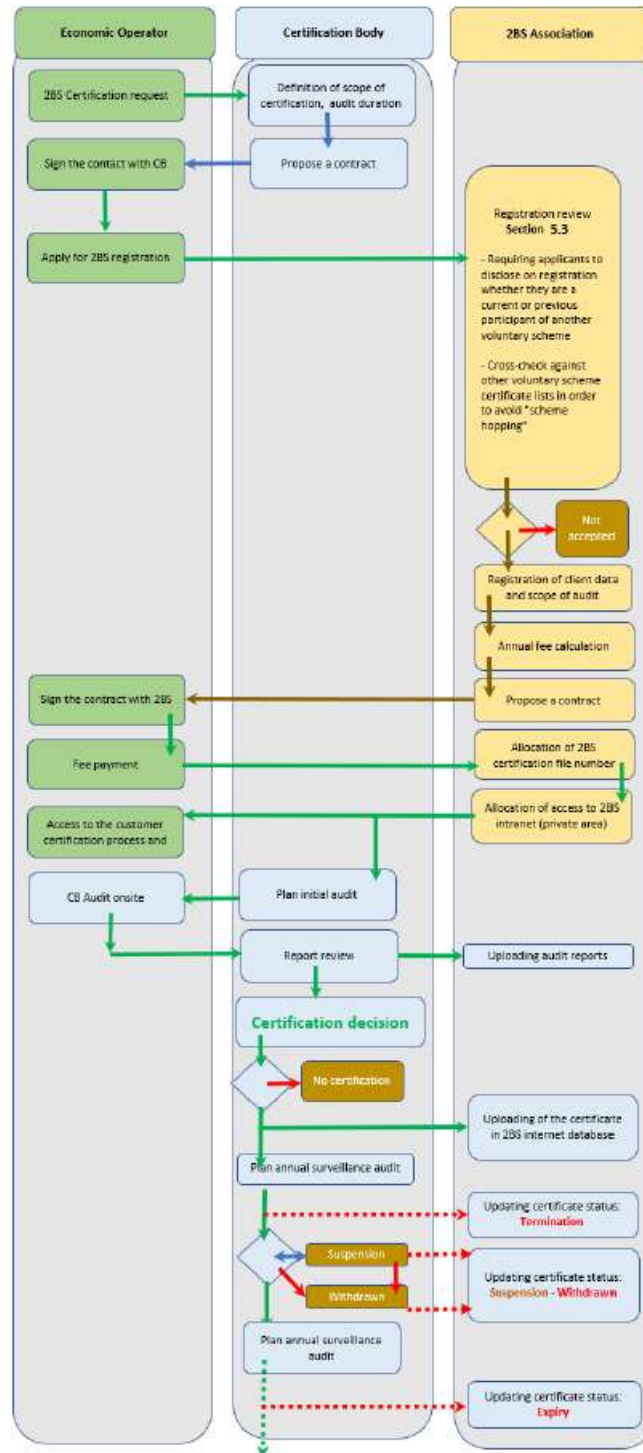 Economic Operator
Certification Body
2BS Association
2BS Certification request
Definition of scope of
certification, audit duration
Sign the contact with CB
Propose a contract
Registration review
Section 5.3
- Requiring applicants to
disclose on registration
whether they are a
current or previous
participant of another
voluntary scheme
- Cross-check against
other voluntary scheme
certificate lists in order
to avoid "scheme
hopping"
Apply for 2BS registration
Not
accepted
Registration of client data
and scope of audit
Annual fee calculation
Sign the contract with 2BS
Propose a contract
Fee payment
Allocation of 2BS
certification file number
Access to the customer
certification process and
Allocation of access to 2BS
intranet (private area)
CB Audit onsite
Plan initial audit
Report review
Uploading audit reports
Certification decision
No certification
Uploading of the certificate
in 2BS internet database
Plan annual surveillance audit
Updating certificate status:
Termination
Suspension
Withdrawn
Updating certificate status:
Suspension - Withdrawn
Plan annual surveillance
audit
Updating certificate status:
Expiry